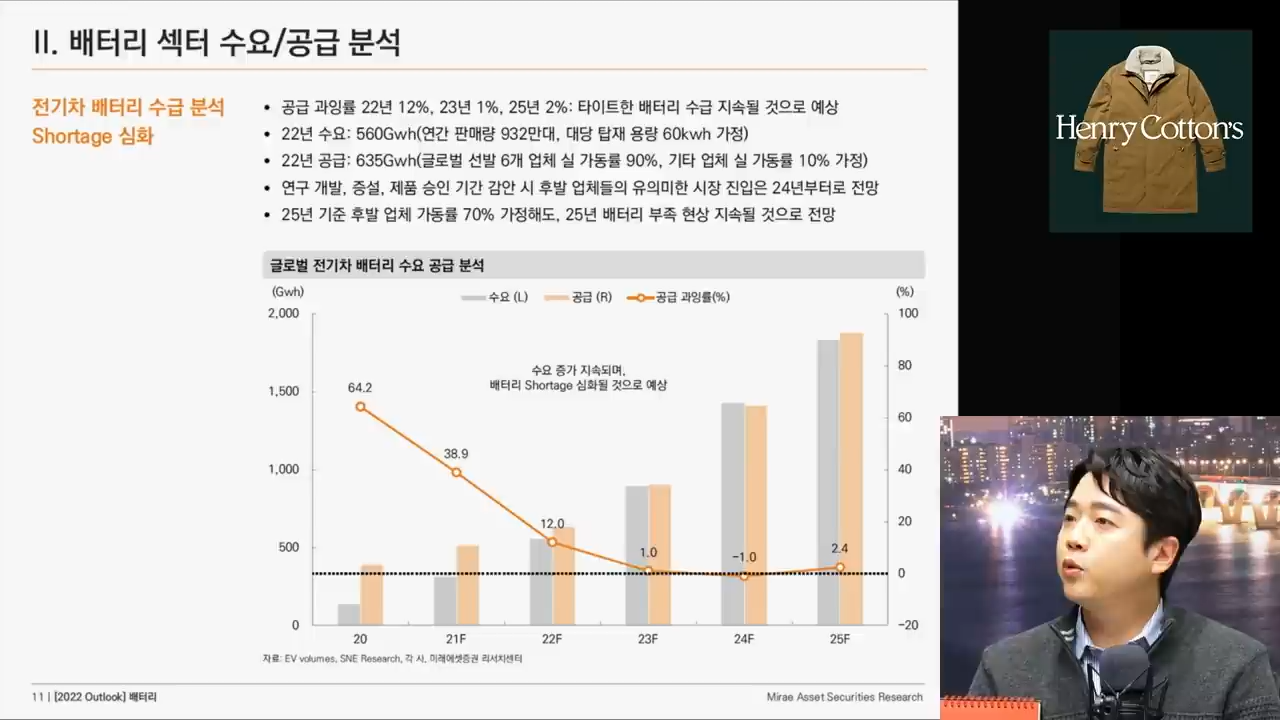 II. 배터리 섹터 수요/공급 분석
전기차 배터리 수급 분석
Shortage 심화
• 공급 과잉률 22년 12%, 23년 1%, 25년 2%: 타이트한 배터리 수급 지속될 것으로 예상
• 22년 수요: 560Gwh(연간 판매량 932만대, 대당 탑재 용량 60kwh 가정)
• 22년 공급: 635Gwh(글로벌 선발 6개 업체 실 가동률 90%, 기타 업체 실 가동률 10% 가정)
• 연구 개발, 증설, 제품 승인 기간 감안 시 후발 업체들의 유의미한 시장 진입은 24년부터로 전망
• 25년 기준 후발 업체 가동률 70% 가정해도, 25년 배터리 부족 현상 지속될 것으로 전망
글로벌 전기차 배터리 수요 공급 분석
(Gwh) 수요 (L) 공급 (R) 공급 과잉률(%) (%)
2,000 100
80
수요 증가 지속되며,
배터리 Shortage 심화될 것으로 예상
1,500
64.2
60
38.9
1,000 40
12.0 20
500
1.0 -1.0 2.4
0
0 -20
20 21F 22F 23F 24F 25F
자료: EV volumes, SNE Research, 각 사, 미래에셋증권 리서치센터
11 | [2022 Outlook] 배터리 Mirae Asset Securities Research
Henry Cotton's